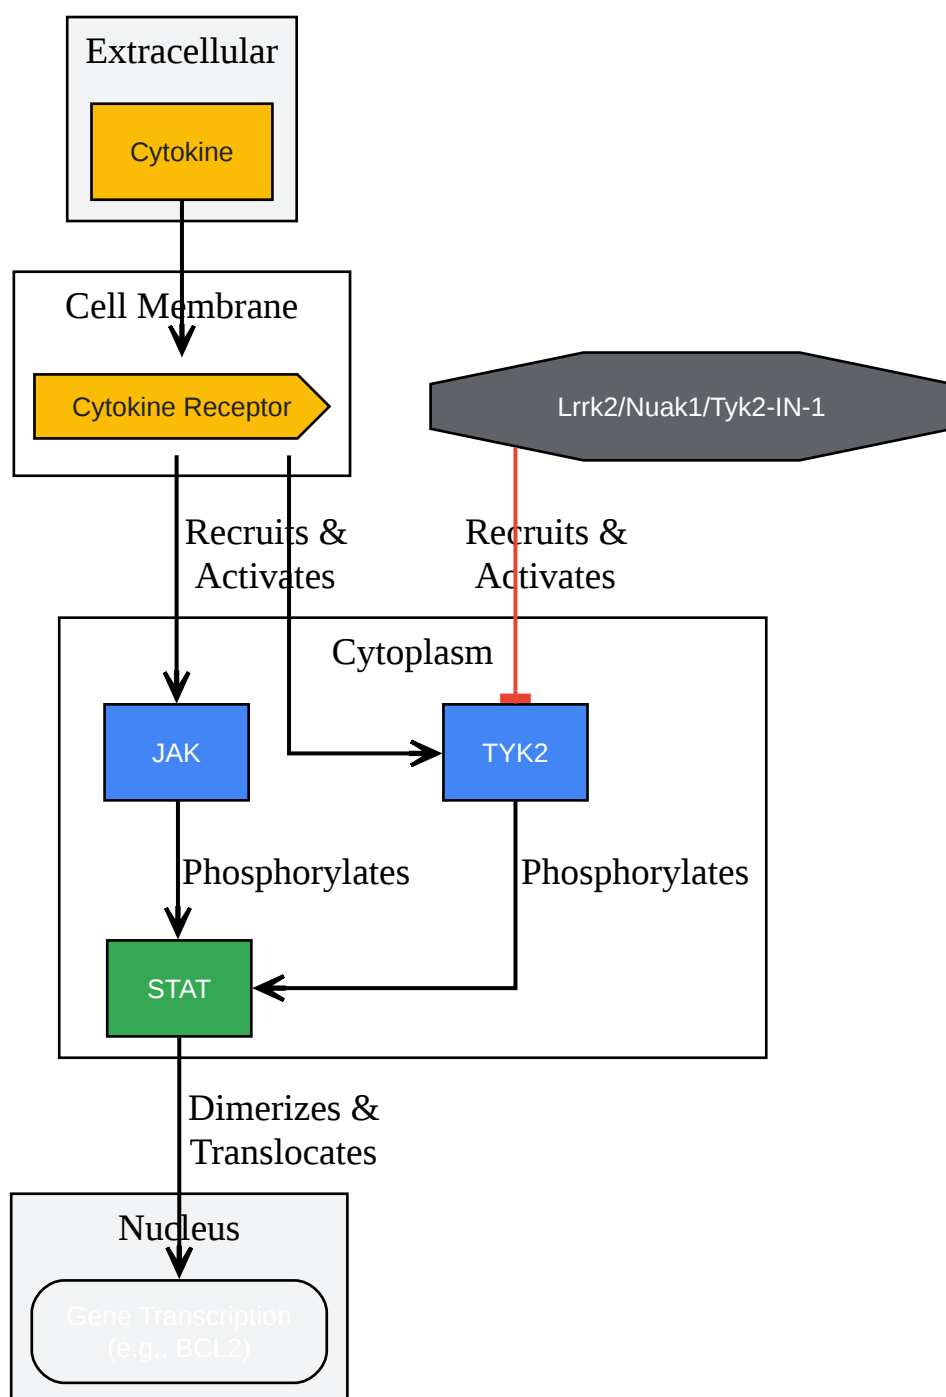 Extracellular
Cytokine
Cell Membrane
Cytokine Receptor
Lrrk2/Nuak1/Tyk2-IN-1
Recruits &
Activates
Recruits &
Activates
Cytoplasm
JAK
TYK2
Phosphorylates
Phosphorylates
STAT
Dimerizes &
Translocates
Nucleus
Gene Transcription
(e.g., BCL2)